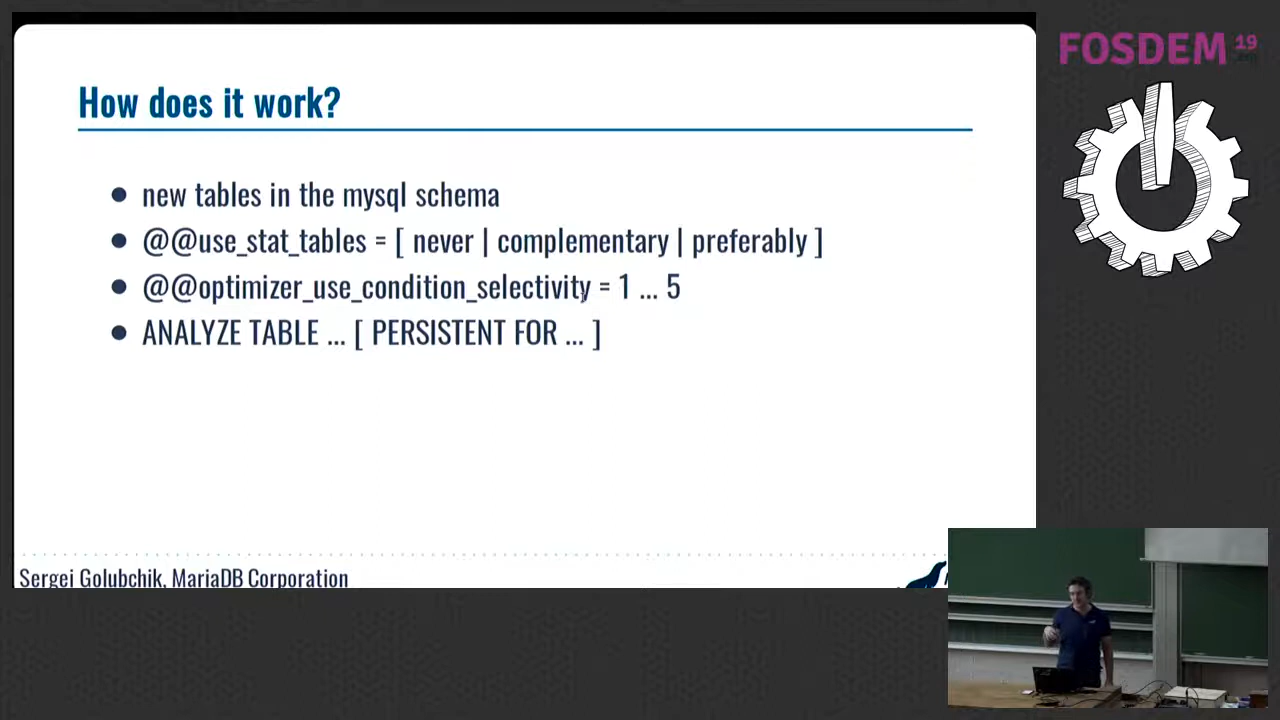 How does it work?
FOSDEM 19
new tables in the mysql schema
@@use_stat_tables = [ never | complementary | preferably ]
@@optimizer_use_condition_selectivity = 1 ... 5
ANALYZE TABLE ... [ PERSISTENT FOR ... ]
Sergei Golubchik, MariaDB Corporation